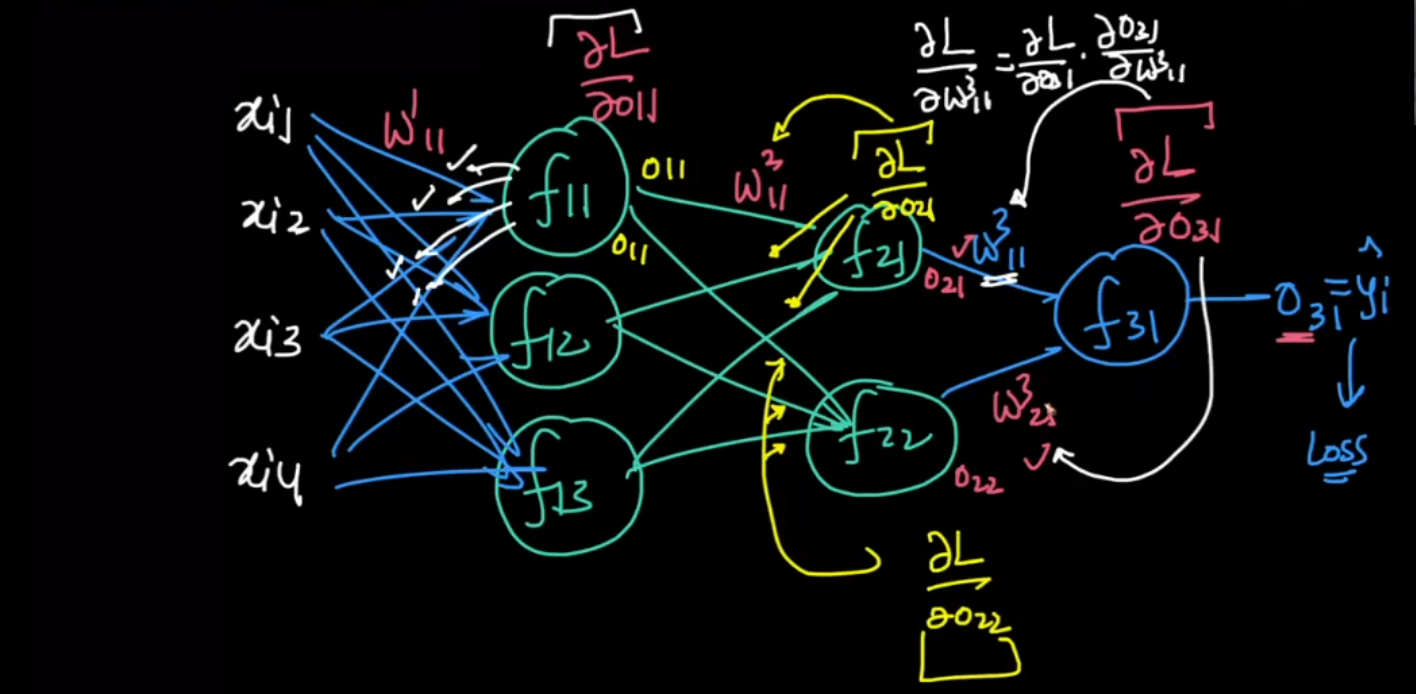 ∂L/∂O11
∂L/∂W³11 = ∂L/∂O31 · ∂O31/∂W³11
xi1
W¹11
f11
O11
O11
W²11
∂L/∂O21
∂L/∂O31
xi2
f21
O21
W³11
f31
O31 = ŷi
xi3
f12
W³21
Loss
xi4
f13
f22
O22
∂L/∂O22